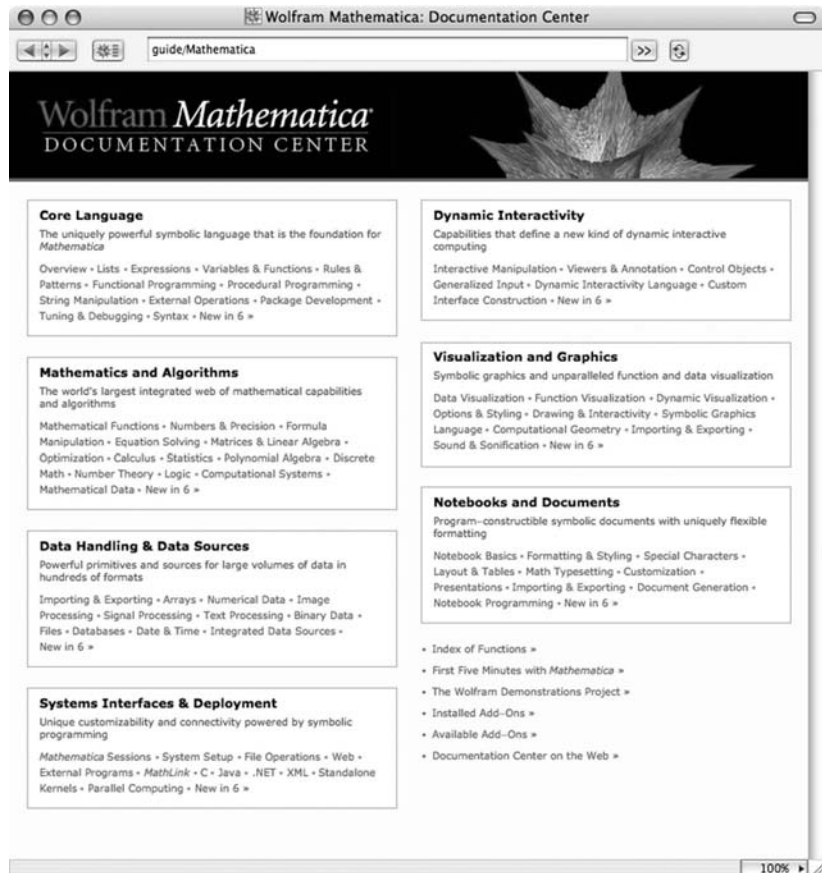 Wolfram Mathematica: Documentation Center
guide/Mathematica
>>
Wolfram Mathematica
DOCUMENTATION CENTER
Core Language
The uniquely powerful symbolic language that is the foundation for
Mathematica
Overview • Lists • Expressions • Variables & Functions • Rules &
Patterns • Functional Programming • Procedural Programming •
String Manipulation • External Operations • Package Development •
Tuning & Debugging • Syntax • New in 6 »
Mathematics and Algorithms
The world's largest integrated web of mathematical capabilities
and algorithms
Mathematical Functions • Numbers & Precision • Formula
Manipulation • Equation Solving • Matrices & Linear Algebra •
Optimization • Calculus • Statistics • Polynomial Algebra • Discrete
Math • Number Theory • Logic • Computational Systems •
Mathematical Data • New in 6 »
Data Handling & Data Sources
Powerful primitives and sources for large volumes of data in
hundreds of formats
Importing & Exporting • Arrays • Numerical Data • Image
Processing • Signal Processing • Text Processing • Binary Data •
Files • Databases • Date & Time • Integrated Data Sources •
New in 6 »
Systems Interfaces & Deployment
Unique customizability and connectivity powered by symbolic
programming
Mathematica Sessions • System Setup • File Operations • Web •
External Programs • MathLink • C • Java • .NET • XML • Standalone
Kernels • Parallel Computing • New in 6 »
Dynamic Interactivity
Capabilities that define a new kind of dynamic interactive
computing
Interactive Manipulation • Viewers & Annotation • Control Objects •
Generalized Input • Dynamic Interactivity Language • Custom
Interface Construction • New in 6 »
Visualization and Graphics
Symbolic graphics and unparalleled function and data visualization
Data Visualization • Function Visualization • Dynamic Visualization •
Options & Styling • Drawing & Interactivity • Symbolic Graphics
Language • Computational Geometry • Importing & Exporting •
Sound & Sonification • New in 6 »
Notebooks and Documents
Program-constructible symbolic documents with uniquely flexible
formatting
Notebook Basics • Formatting & Styling • Special Characters •
Layout & Tables • Math Typesetting • Customization •
Presentations • Importing & Exporting • Document Generation •
Notebook Programming • New in 6 »
• Index of Functions »
• First Five Minutes with Mathematica »
• The Wolfram Demonstrations Project »
• Installed Add-Ons »
• Available Add-Ons »
• Documentation Center on the Web »
100%